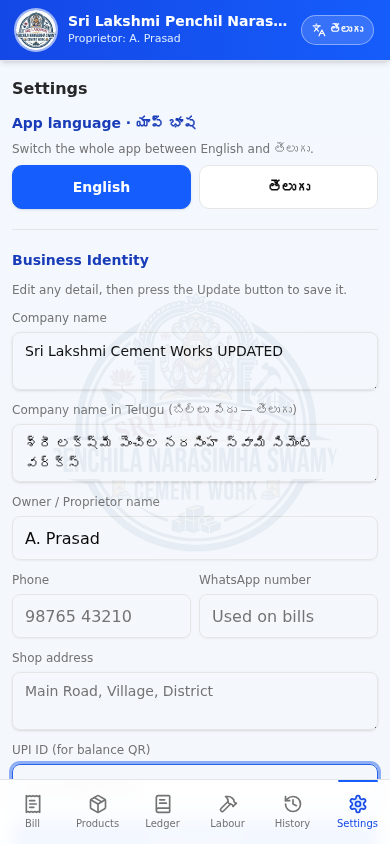 Sri Lakshmi Penchil Naras...
Proprietor: A. Prasad
తెలుగు
Settings
App language · యాప్ భాష
Switch the whole app between English and తెలుగు.
English
తెలుగు
Business Identity
Edit any detail, then press the Update button to save it.
Company name
Sri Lakshmi Cement Works UPDATED
Company name in Telugu (బిల్లు పేరు — తెలుగు)
శ్రీ లక్ష్మీ పెంచిల నరసింహ స్వామి సిమెంట్
వర్క్స్
Owner / Proprietor name
A. Prasad
Phone
WhatsApp number
98765 43210
Used on bills
Shop address
Main Road, Village, District
UPI ID (for balance QR)
Bill
Products
Ledger
Labour
History
Settings